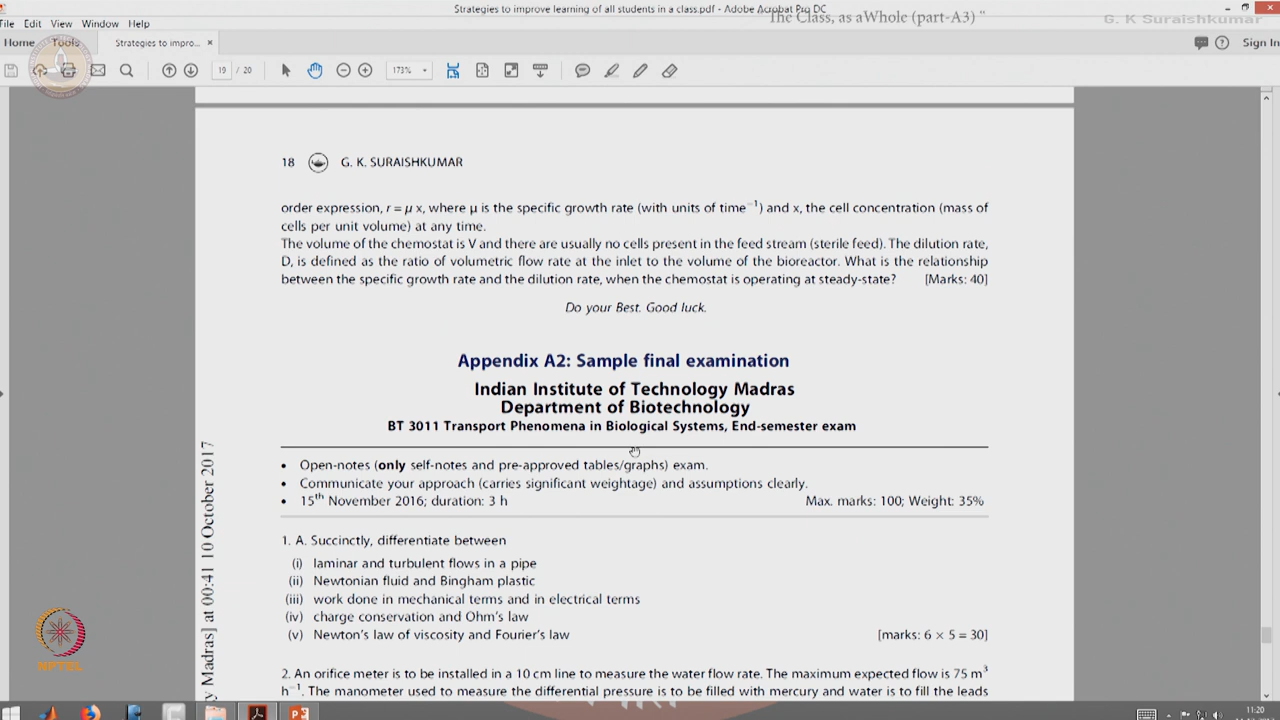 Strategies to improve learning of all students in a class.pdf - Adobe Acrobat Pro DC
The Class, as aWhole (part-A3) "
G. K Suraishkumar
File Edit View Window Help
Home Tools Strategies to impro... × Sign In
19 / 20 173%
18 G. K. SURAISHKUMAR
order expression, r = μ x, where μ is the specific growth rate (with units of time⁻¹) and x, the cell concentration (mass of
cells per unit volume) at any time.
The volume of the chemostat is V and there are usually no cells present in the feed stream (sterile feed). The dilution rate,
D, is defined as the ratio of volumetric flow rate at the inlet to the volume of the bioreactor. What is the relationship
between the specific growth rate and the dilution rate, when the chemostat is operating at steady-state? [Marks: 40]
Do your Best. Good luck.
Appendix A2: Sample final examination
Indian Institute of Technology Madras
Department of Biotechnology
BT 3011 Transport Phenomena in Biological Systems, End-semester exam
• Open-notes (only self-notes and pre-approved tables/graphs) exam.
• Communicate your approach (carries significant weightage) and assumptions clearly.
• 15th November 2016; duration: 3 h Max. marks: 100; Weight: 35%
1. A. Succinctly, differentiate between
(i) laminar and turbulent flows in a pipe
(ii) Newtonian fluid and Bingham plastic
(iii) work done in mechanical terms and in electrical terms
(iv) charge conservation and Ohm's law
(v) Newton's law of viscosity and Fourier's law [marks: 6 × 5 = 30]
2. An orifice meter is to be installed in a 10 cm line to measure the water flow rate. The maximum expected flow is 75 m³
h⁻¹. The manometer used to measure the differential pressure is to be filled with mercury and water is to fill the leads
y Madras] at 00:41 10 October 2017
NPTEL
11:20